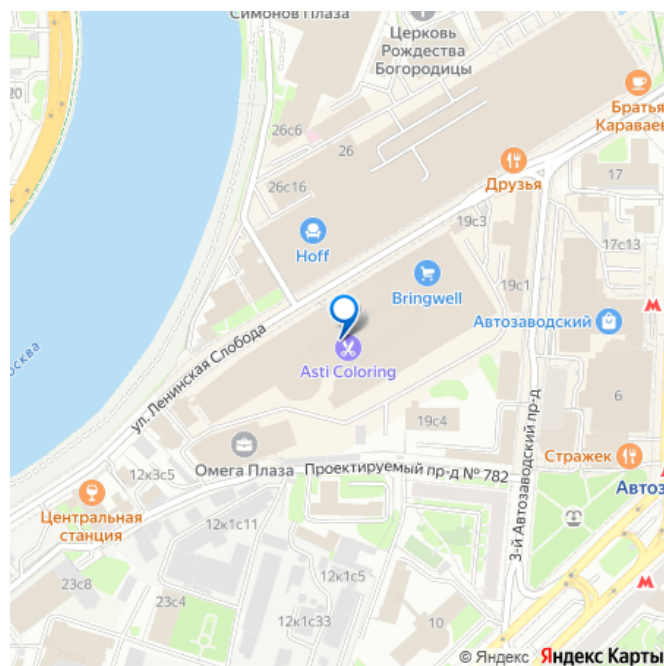 Симонов Плаза
Церковь
Рождества
Богородицы
20
26с6
26
Братья
Караваев
Друзья
17
26с16
19с3
Hoff
17с13
Bringwell
19с1
Автозаводский
ул. Ленинская Слобода
Asti Coloring
19с4
6
Омега Плаза
Проектируемый пр-д № 782
3-й Автозаводский пр-д
Стражек
12к3с5
Автоз
Центральная
станция
12к1с11
23с8
23с4
12к1с5
12к1с33
10
© Яндекс Яндекс Карты